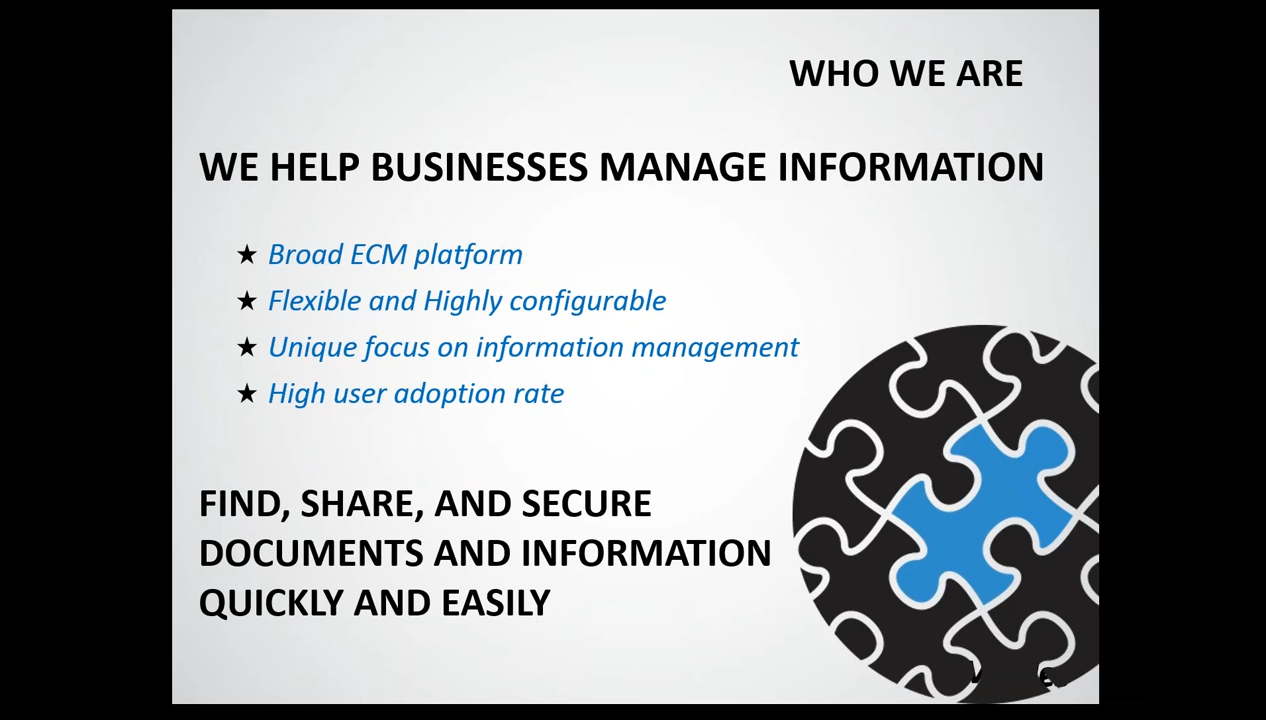 WHO WE ARE
WE HELP BUSINESSES MANAGE INFORMATION
★ Broad ECM platform
★ Flexible and Highly configurable
★ Unique focus on information management
★ High user adoption rate
FIND, SHARE, AND SECURE
DOCUMENTS AND INFORMATION
QUICKLY AND EASILY